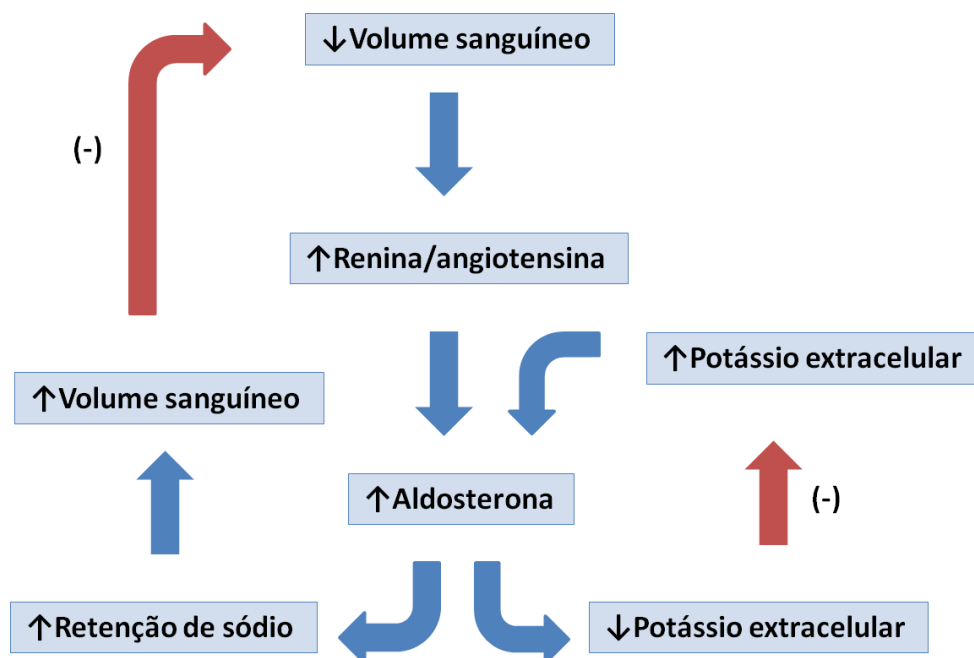 ↓Volume sanguíneo
(-)
↑Renina/angiotensina
↑Potássio extracelular
↑Volume sanguíneo
↑Aldosterona
(-)
↑Retenção de sódio
↓Potássio extracelular